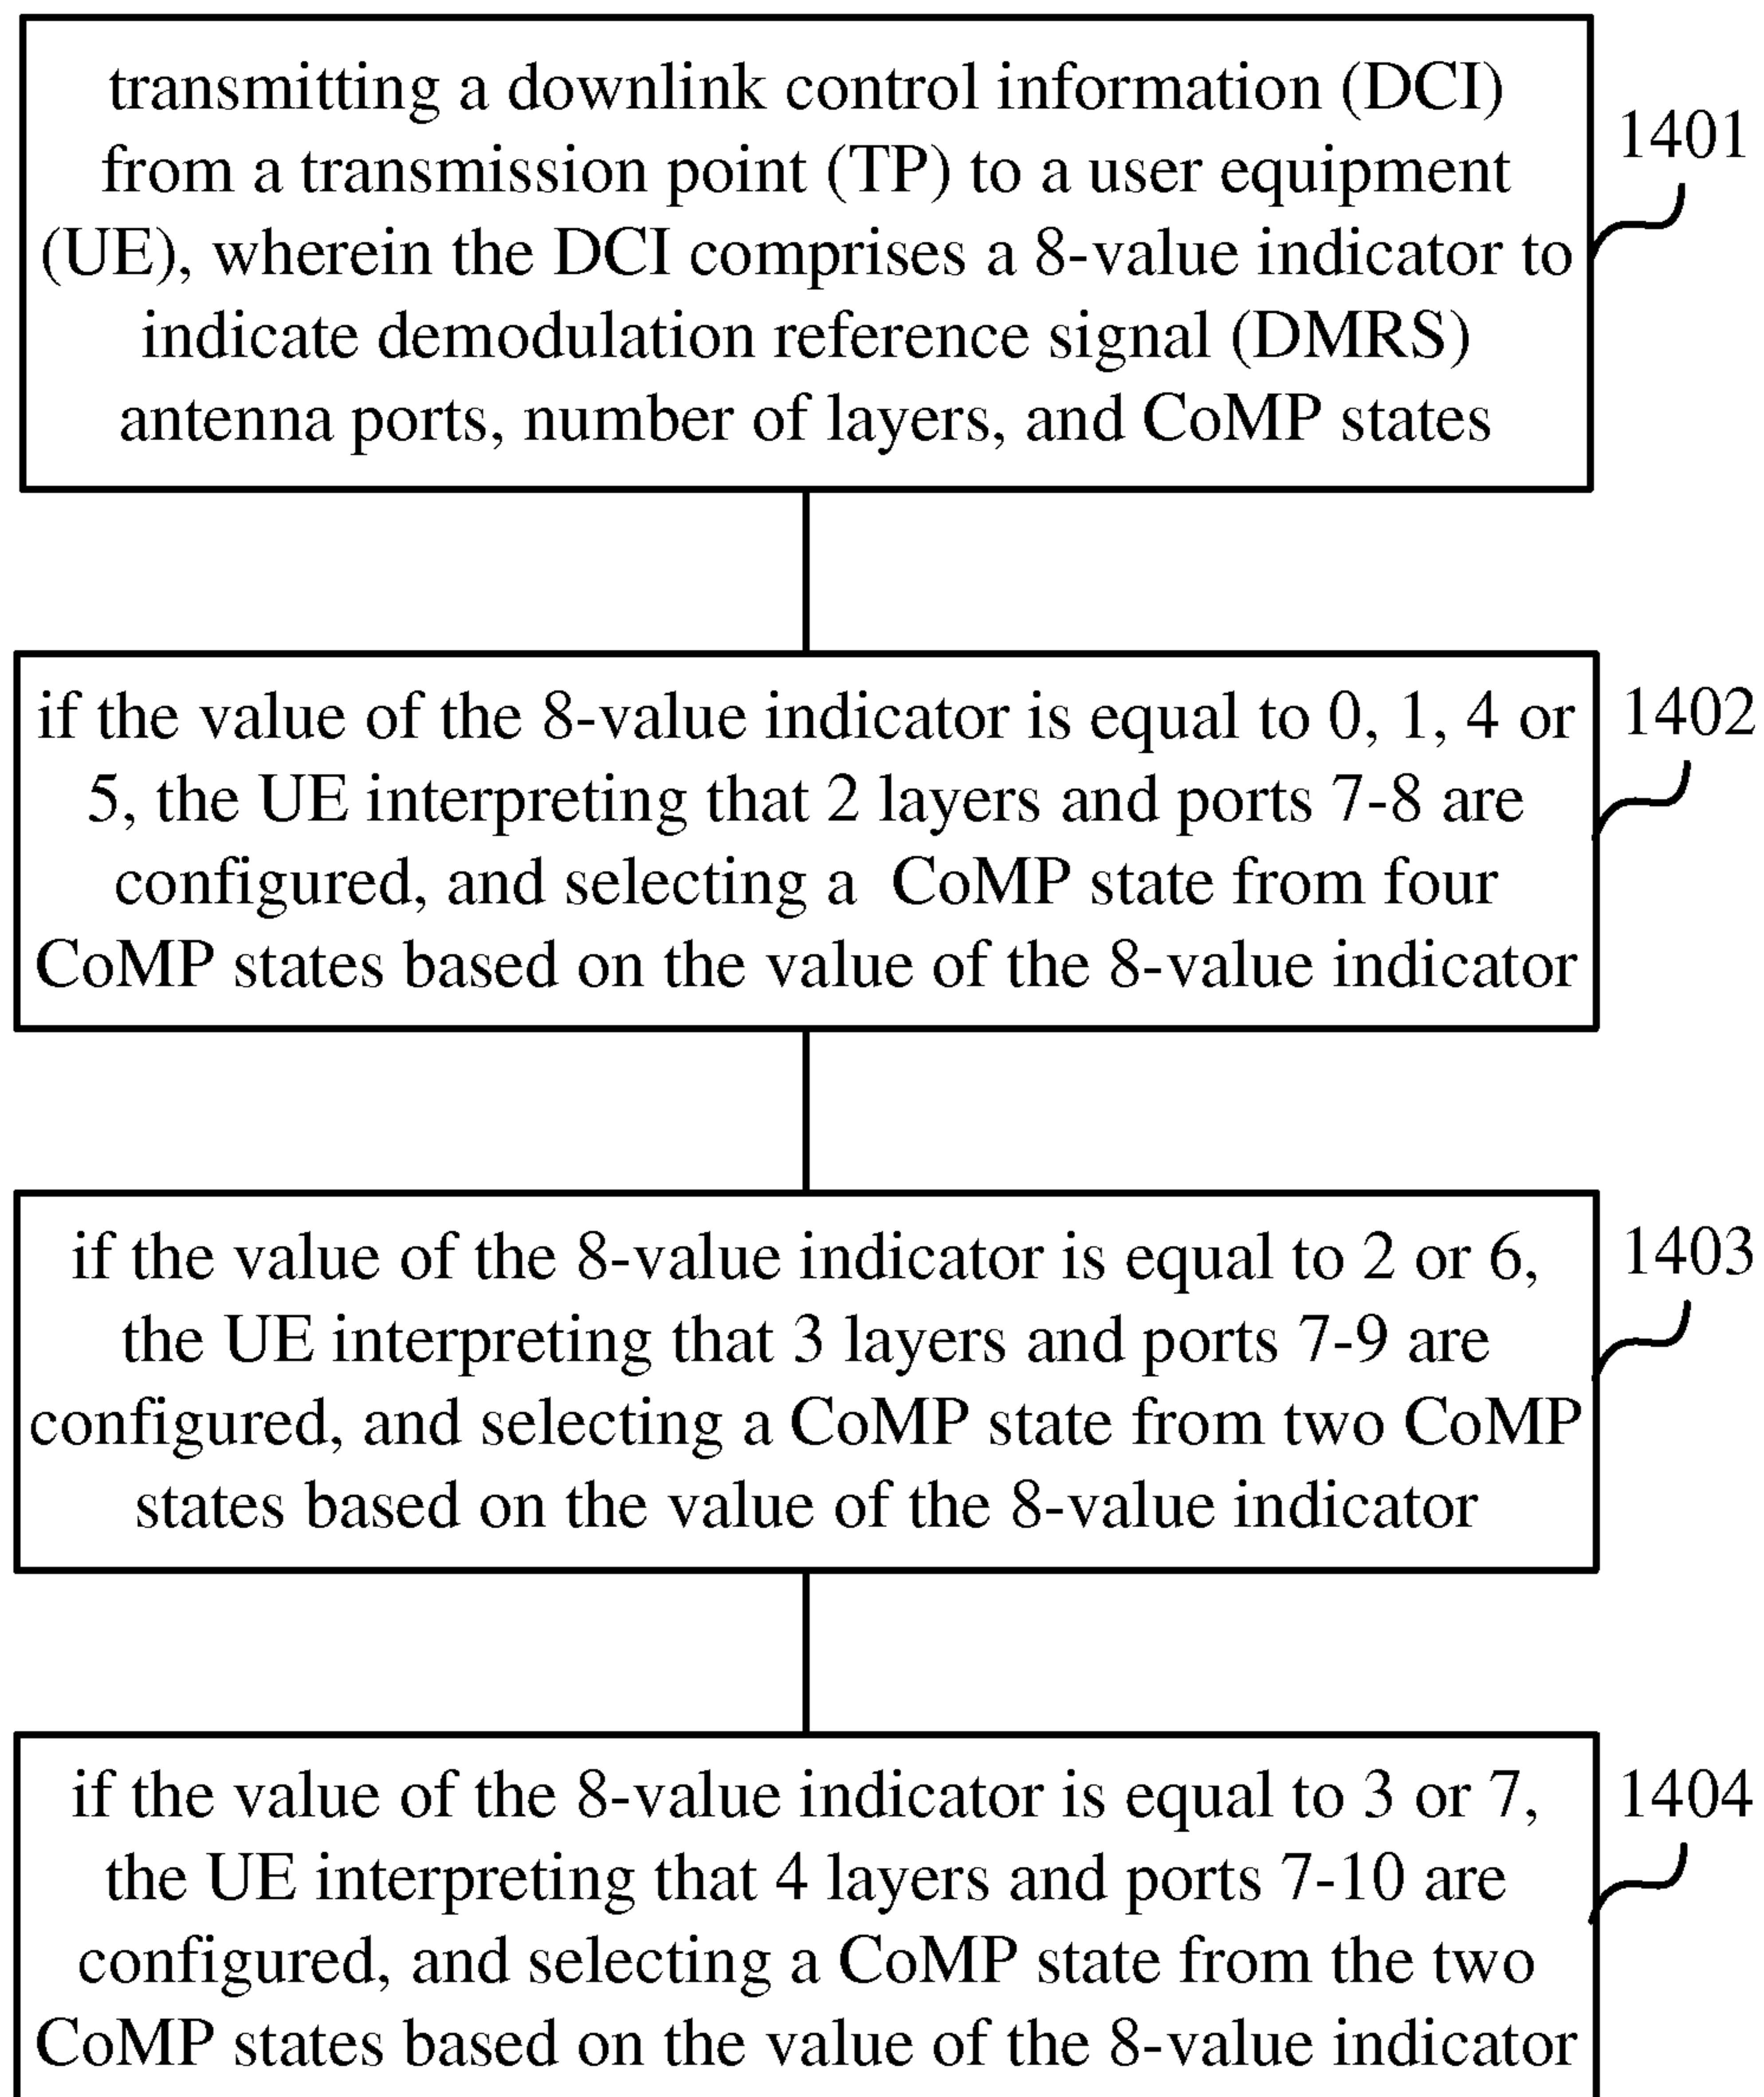 transmitting a downlink control information (DCI)
from a transmission point (TP) to a user equipment
(UE), wherein the DCI comprises a 8-value indicator to
indicate demodulation reference signal (DMRS)
antenna ports, number of layers, and CoMP states
1401
if the value of the 8-value indicator is equal to 0, 1, 4 or
5, the UE interpreting that 2 layers and ports 7-8 are
configured, and selecting a CoMP state from four
CoMP states based on the value of the 8-value indicator
1402
if the value of the 8-value indicator is equal to 2 or 6,
the UE interpreting that 3 layers and ports 7-9 are
configured, and selecting a CoMP state from two CoMP
states based on the value of the 8-value indicator
1403
if the value of the 8-value indicator is equal to 3 or 7,
the UE interpreting that 4 layers and ports 7-10 are
configured, and selecting a CoMP state from the two
CoMP states based on the value of the 8-value indicator
1404